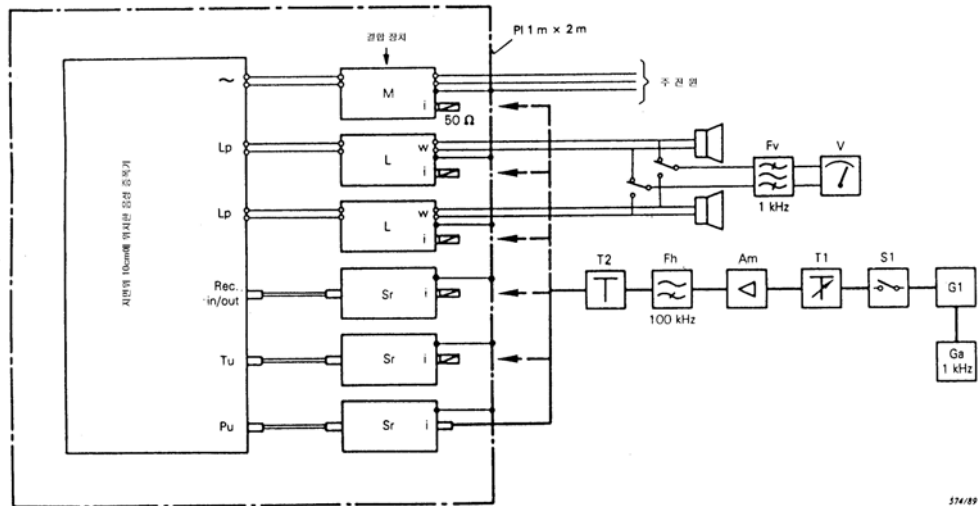 PI 1 m × 2 m
결합 장치
~
M
i
50 Ω
주 전 원
Lp
L
w
i
Fv
1 kHz
V
Lp
L
w
i
지면위 10cm에 위치한 음성 증폭기
Rec.
in/out
Sr
i
T2
Fh
100 kHz
Am
T1
S1
G1
Ga
1 kHz
Tu
Sr
i
Pu
Sr
i
574/89